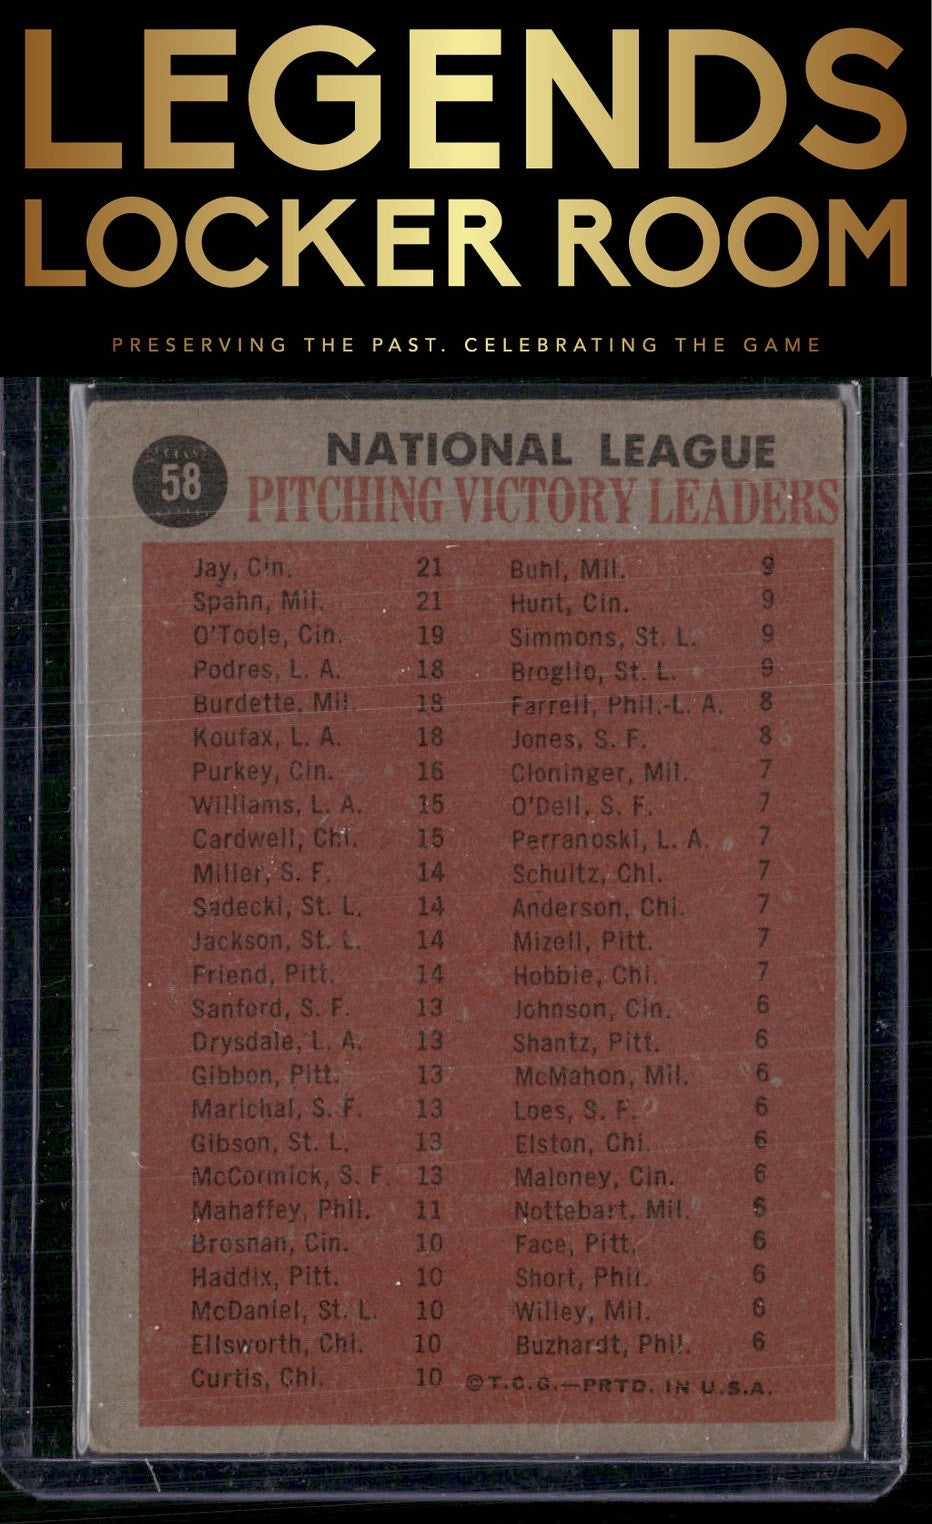 LEGENDS
LOCKER ROOM
PRESERVING THE PAST. CELEBRATING THE GAME
58
NATIONAL LEAGUE
PITCHING VICTORY LEADERS
Jay, Cin. 21
Spahn, Mil. 21
O'Toole, Cin. 19
Podres, L. A. 18
Burdette, Mil. 18
Koufax, L. A. 18
Purkey, Cin. 16
Williams, L. A. 15
Cardwell, Chi. 15
Miller, S. F. 14
Sadecki, St. L. 14
Jackson, St. L. 14
Friend, Pitt. 14
Sanford, S. F. 13
Drysdale, L. A. 13
Gibbon, Pitt. 13
Marichal, S. F. 13
Gibson, St. L. 13
McCormick, S. F. 13
Mahaffey, Phil. 11
Brosnan, Cin. 10
Haddix, Pitt. 10
McDaniel, St. L. 10
Ellsworth, Chi. 10
Curtis, Chi. 10
Buhl, Mil. 9
Hunt, Cin. 9
Simmons, St. L. 9
Broglio, St. L. 9
Farrell, Phil.-L. A. 8
Jones, S. F. 8
Cloninger, Mil. 7
O'Dell, S. F. 7
Perranoski, L. A. 7
Schultz, Chi. 7
Anderson, Chi. 7
Mizell, Pitt. 7
Hobbie, Chi. 7
Johnson, Cin. 6
Shantz, Pitt. 6
McMahon, Mil. 6
Loes, S. F. 6
Elston, Chi. 6
Maloney, Cin. 6
Nottebart, Mil. 6
Face, Pitt. 6
Short, Phil. 6
Willey, Mil. 6
Buzhardt, Phil. 6
©T.C.G.—PRTD. IN U.S.A.